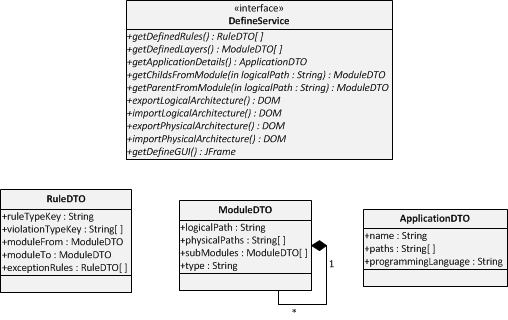 «interface»
DefineService
+getDefinedRules() : RuleDTO[ ]
+getDefinedLayers() : ModuleDTO[ ]
+getApplicationDetails() : ApplicationDTO
+getChildsFromModule(in logicalPath : String) : ModuleDTO
+getParentFromModule(in logicalPath : String) : ModuleDTO
+exportLogicalArchitecture() : DOM
+importLogicalArchitecture() : DOM
+exportPhysicalArchitecture() : DOM
+importPhysicalArchitecture() : DOM
+getDefineGUI() : JFrame
RuleDTO
+ruleTypeKey : String
+violationTypeKey : String[ ]
+moduleFrom : ModuleDTO
+moduleTo : ModuleDTO
+exceptionRules : RuleDTO[ ]
ModuleDTO
+logicalPath : String
+physicalPaths : String[ ]
+subModules : ModuleDTO[ ]
+type : String
1
*
ApplicationDTO
+name : String
+paths : String[ ]
+programmingLanguage : String